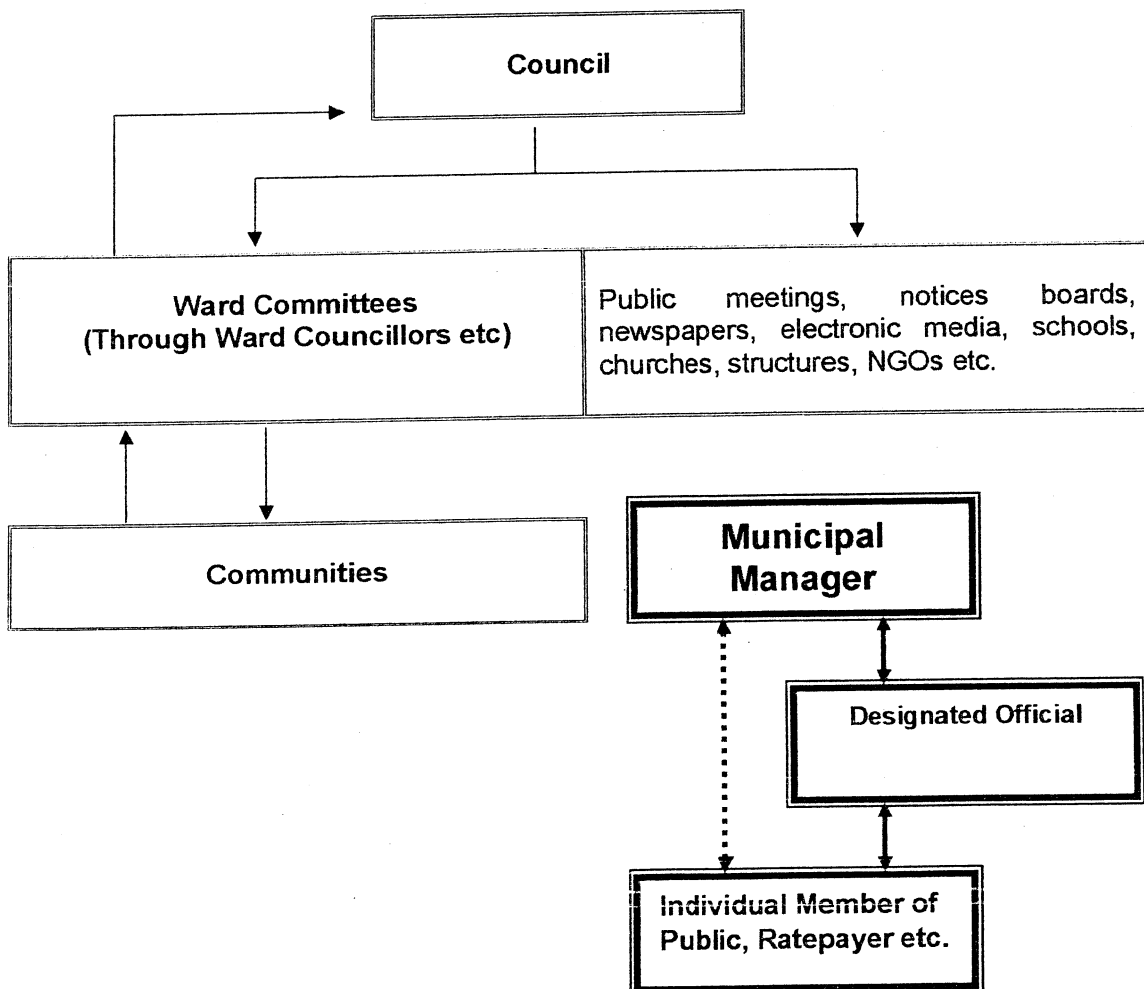 Council
Ward Committees
(Through Ward Councillors etc)
Public meetings, notices boards,
newspapers, electronic media, schools,
churches, structures, NGOs etc.
Communities
Municipal
Manager
Designated Official
Individual Member of
Public, Ratepayer etc.